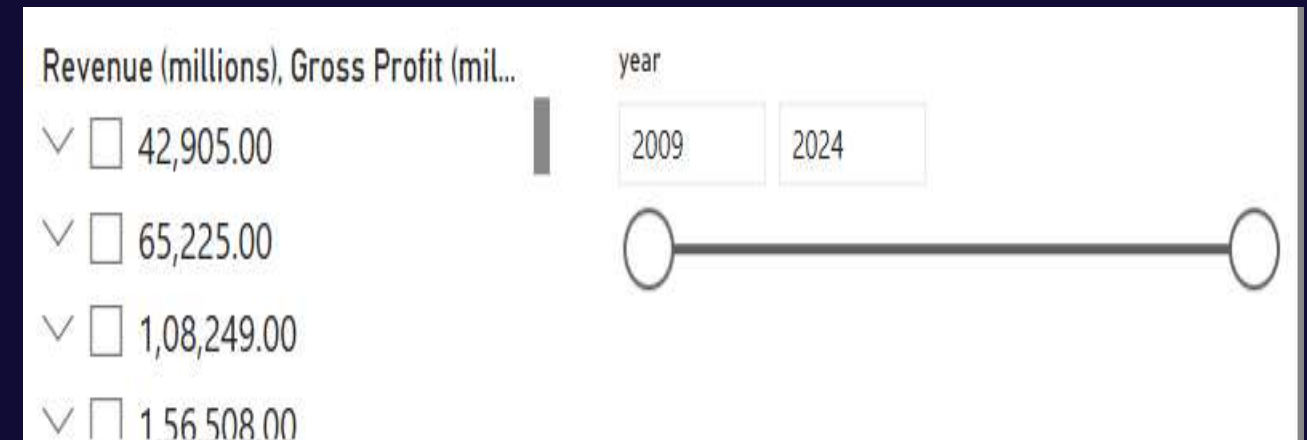 Revenue (millions), Gross Profit (mil...
42,905.00
65,225.00
1,08,249.00
1,56,508.00
year
2009 2024